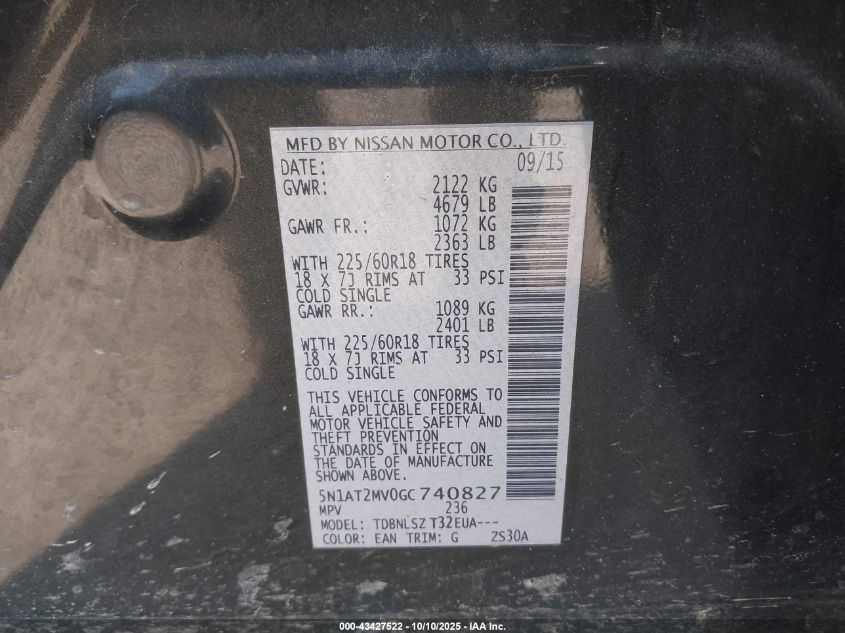 MFD BY NISSAN MOTOR CO., LTD.
DATE: 09/15
GVWR: 2122 KG
4679 LB
GAWR FR.: 1072 KG
2363 LB
WITH 225/60R18 TIRES
18 X 7J RIMS AT 33 PSI
COLD SINGLE
GAWR RR.: 1089 KG
2401 LB
WITH 225/60R18 TIRES
18 X 7J RIMS AT 33 PSI
COLD SINGLE
THIS VEHICLE CONFORMS TO
ALL APPLICABLE FEDERAL
MOTOR VEHICLE SAFETY AND
THEFT PREVENTION
STANDARDS IN EFFECT ON
THE DATE OF MANUFACTURE
SHOWN ABOVE.
5N1AT2MV0GC740827
MPV 236
MODEL: TDBNLSZ T32EUA---
COLOR: EAN TRIM: G ZS30A
000-43427522 - 10/10/2025 - IAA Inc.